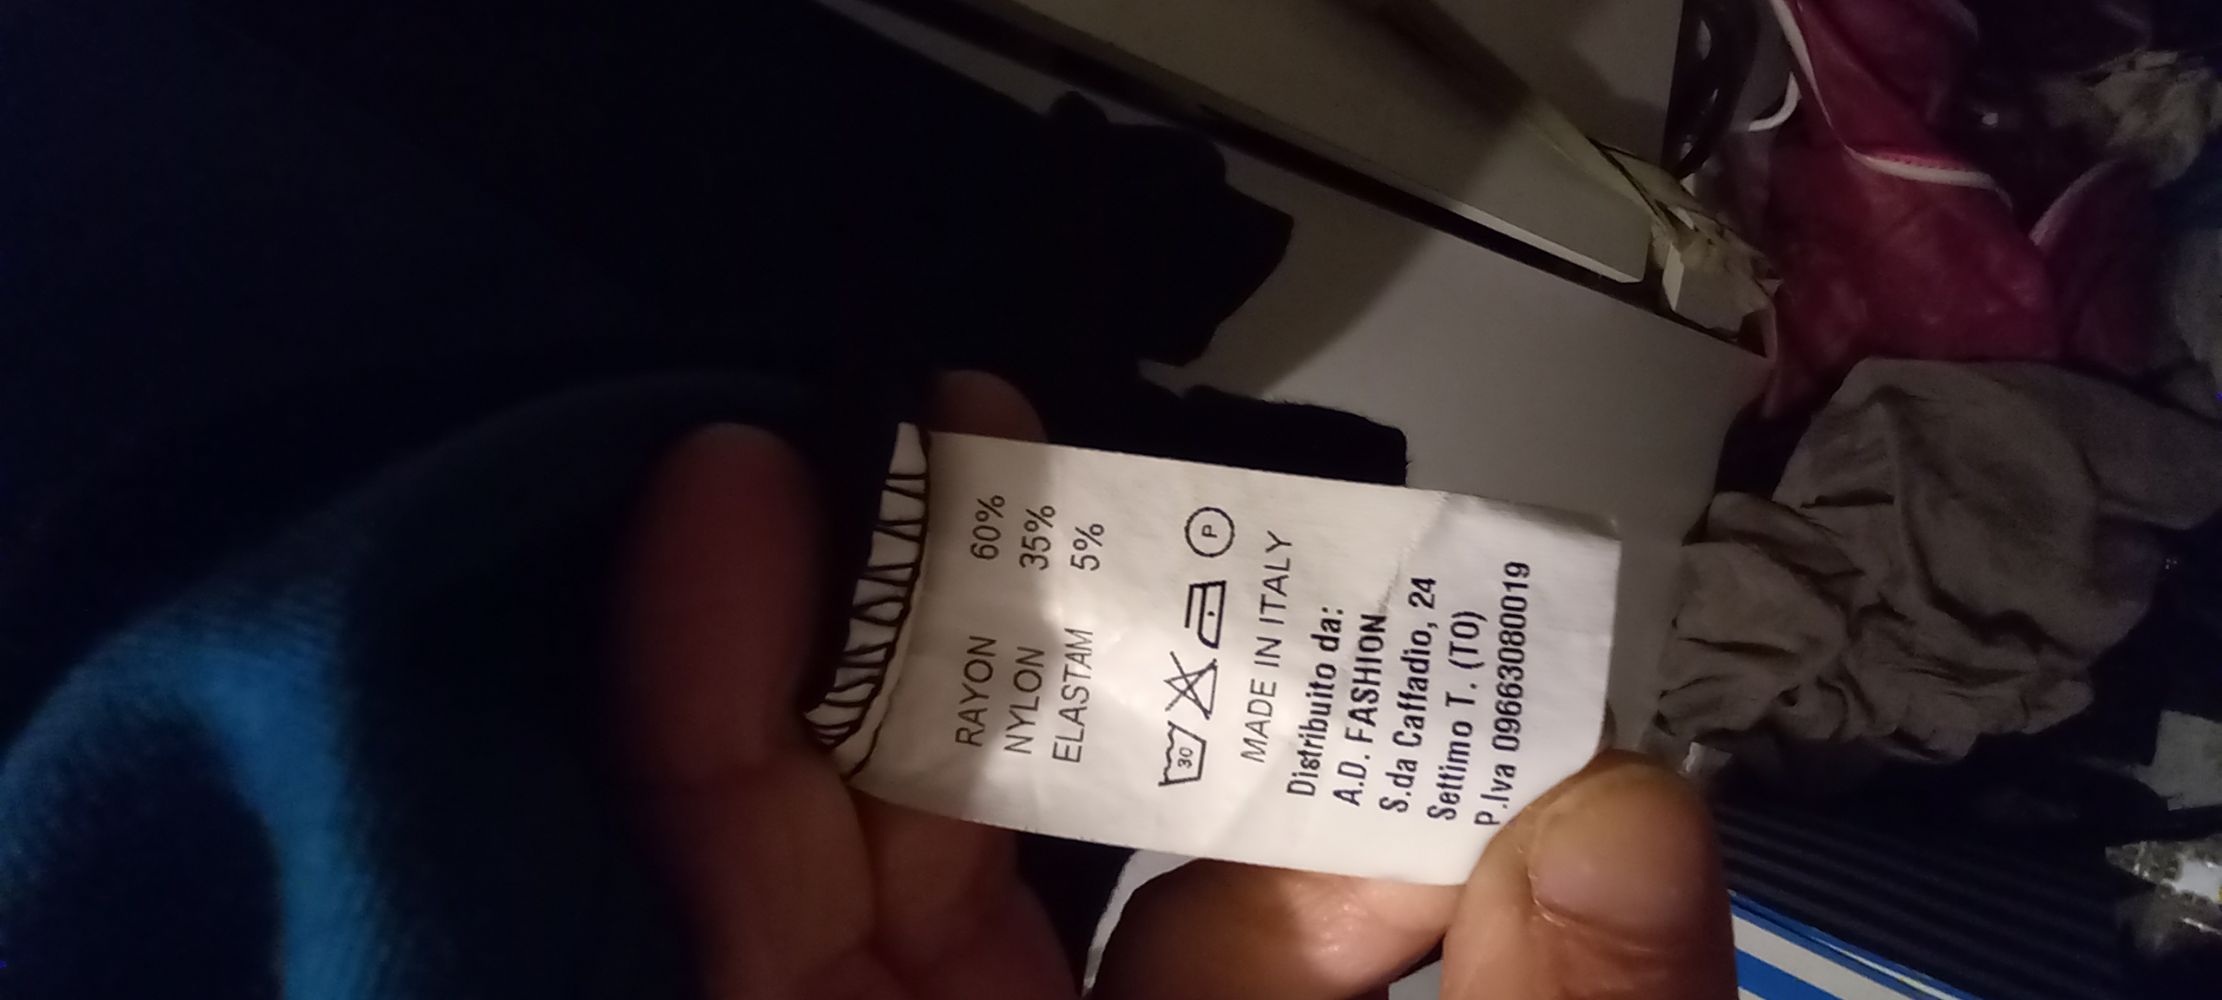 RAYON 60%
NYLON 35%
ELASTAM 5%
30 P
MADE IN ITALY
Distribuito da:
A.D. FASHION
S.da Caffadio, 24
Settimo T. (TO)
P.Iva 09663080019